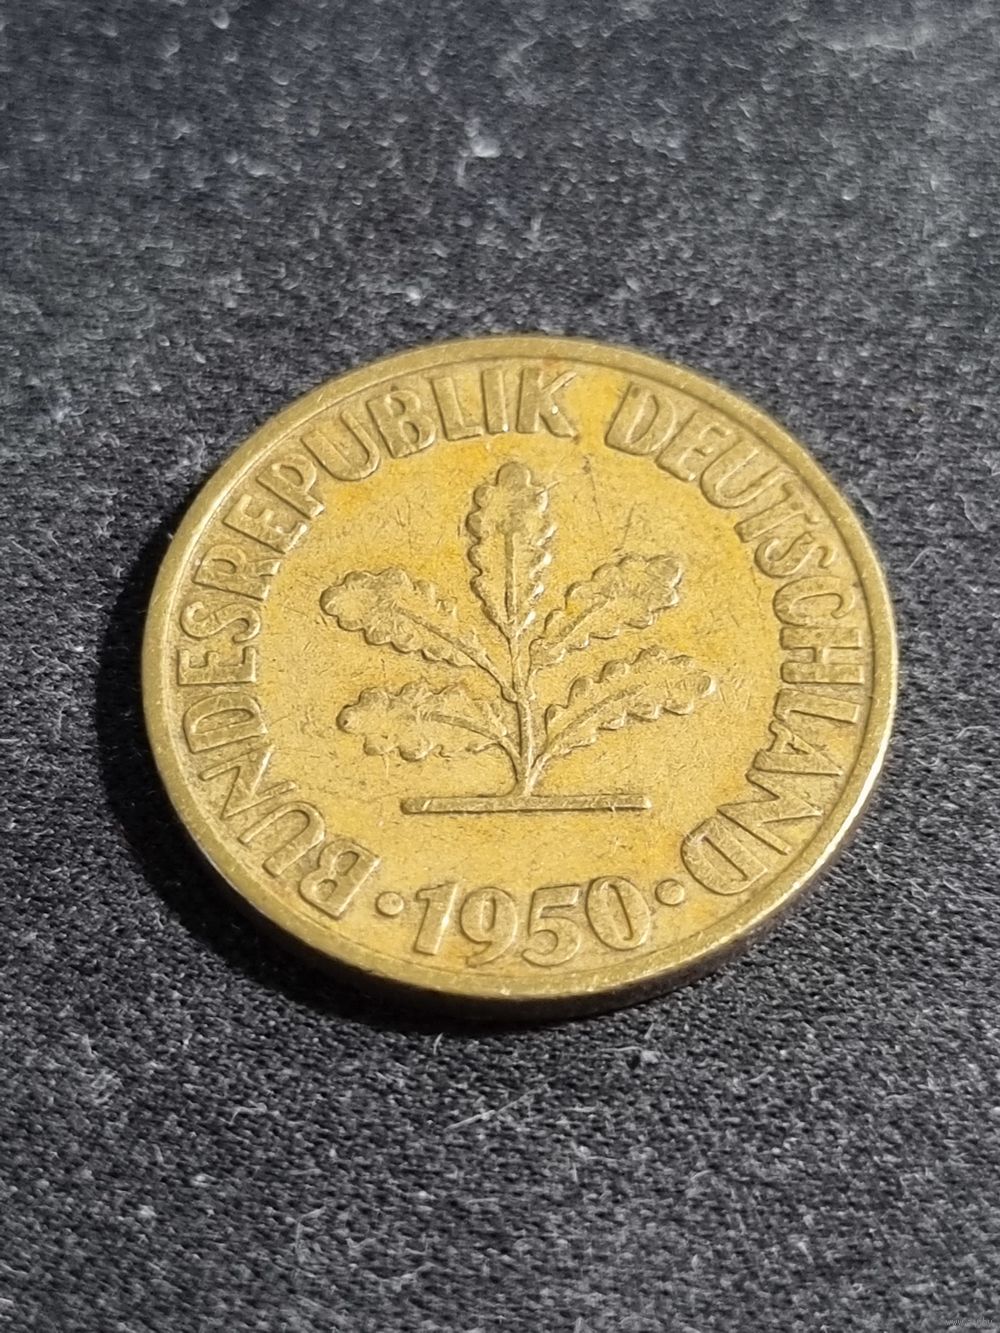 BUNDESREPUBLIK DEUTSCHLAND
· 1950 ·